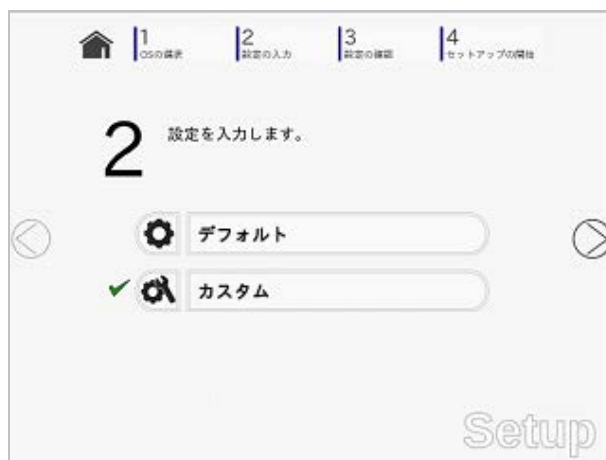 1
OSの選択
2
設定の入力
3
設定の確認
4
セットアップの開始
2
設定を入力します。
デフォルト
カスタム
Setup